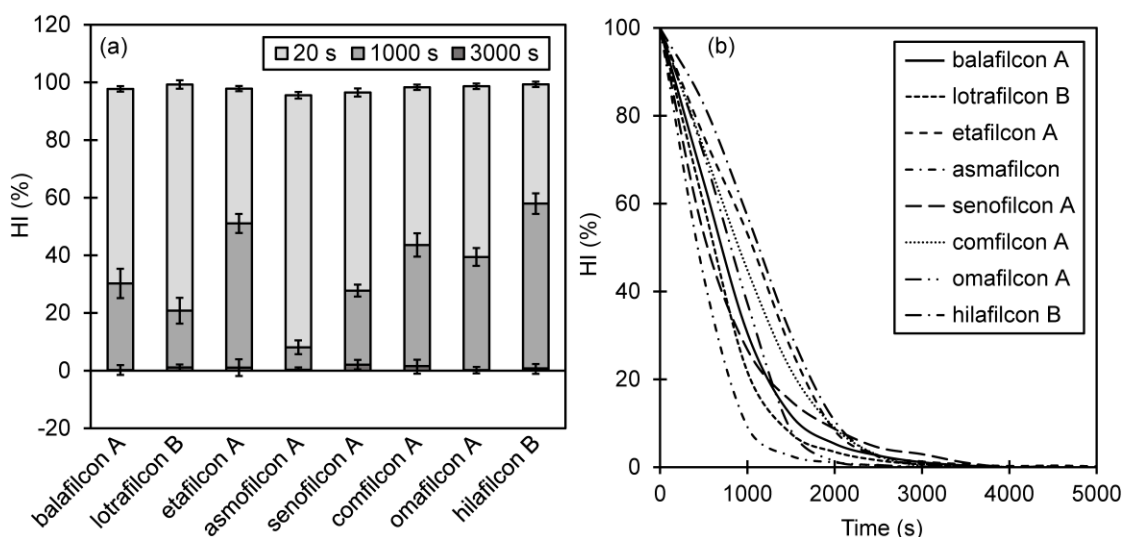 (a)
20 s
1000 s
3000 s
HI (%)
120
100
80
60
40
20
0
-20
balafilcon A
lotrafilcon B
etafilcon A
asmofilcon A
senofilcon A
comfilcon A
omafilcon A
hilafilcon B
(b)
HI (%)
100
80
60
40
20
0
balafilcon A
lotrafilcon B
etafilcon A
asmafilcon
senofilcon A
comfilcon A
omafilcon A
hilafilcon B
0 1000 2000 3000 4000 5000
Time (s)